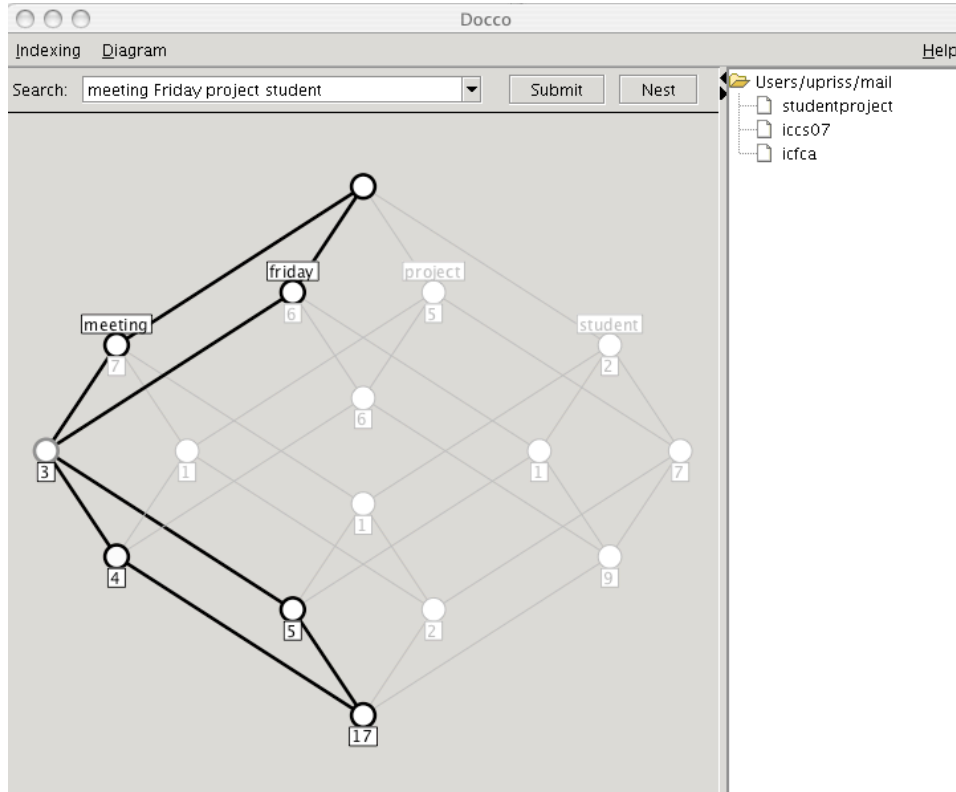 Docco
Indexing Diagram Help
Search: meeting Friday project student Submit Nest
Users/upriss/mail
studentproject
iccs07
icfca
friday project
6 5
meeting student
7 2
6
3 1 1 7
1
4 9
5 2
17